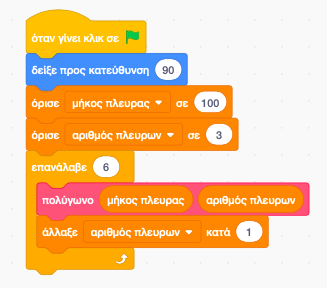 όταν γίνει κλικ σε
δείξε προς κατεύθυνση 90
όρισε μήκος πλευρας σε 100
όρισε αριθμός πλευρων σε 3
επανάλαβε 6
πολύγωνο μήκος πλευρας αριθμός πλευρων
άλλαξε αριθμός πλευρων κατά 1